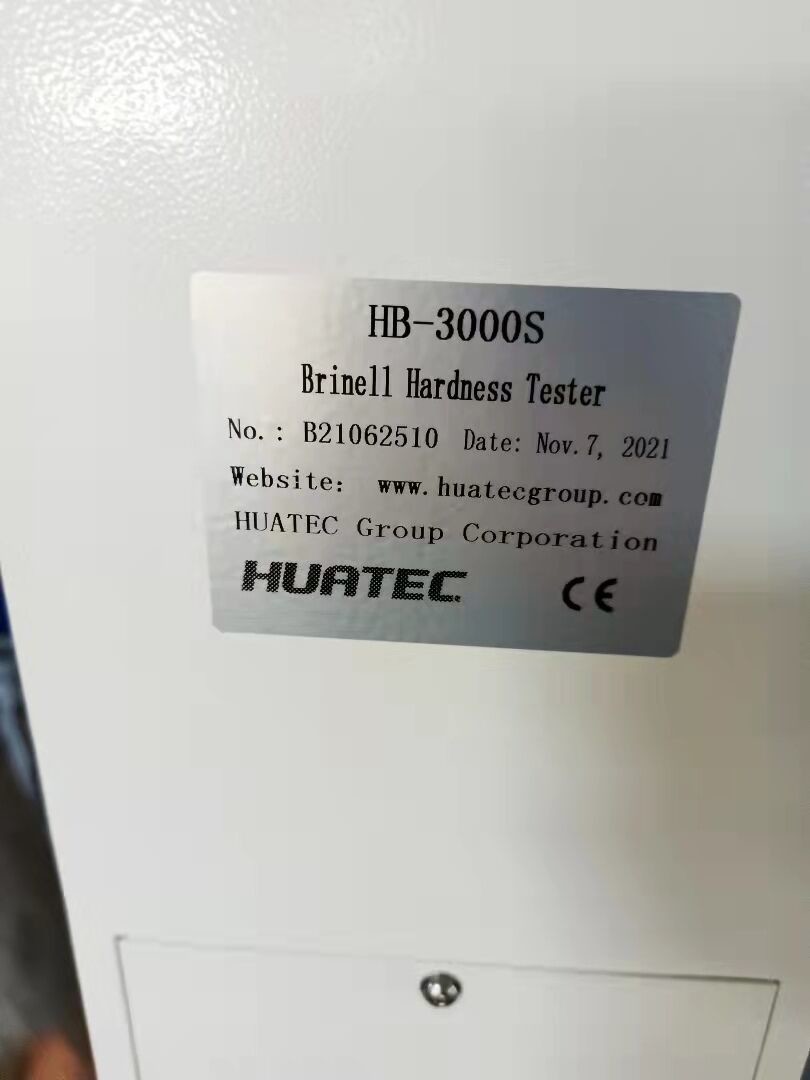 HB-3000S
Brinell Hardness Tester
No.: B21062510 Date: Nov.7, 2021
Website: www.huatecgroup.com
HUATEC Group Corporation
HUATEC CE